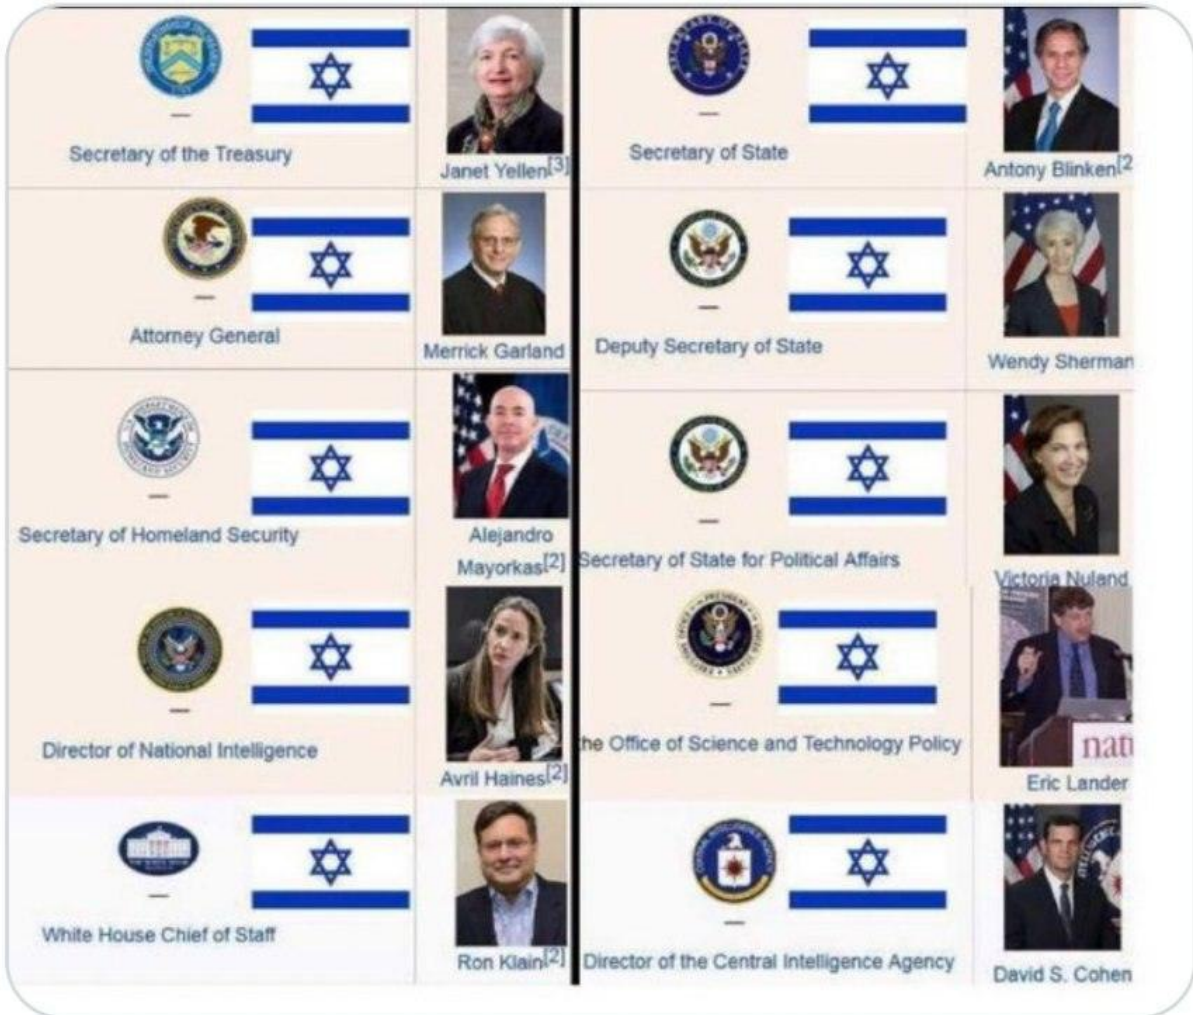 Secretary of the Treasury
Janet Yellen[3]
Attorney General
Merrick Garland
Secretary of Homeland Security
Alejandro
Mayorkas[2]
Director of National Intelligence
Avril Haines[2]
White House Chief of Staff
Ron Klain[2]
Secretary of State
Antony Blinken[2
Deputy Secretary of State
Wendy Sherman
Secretary of State for Political Affairs
Victoria Nuland
the Office of Science and Technology Policy
natu
Eric Lander
Director of the Central Intelligence Agency
David S. Cohen